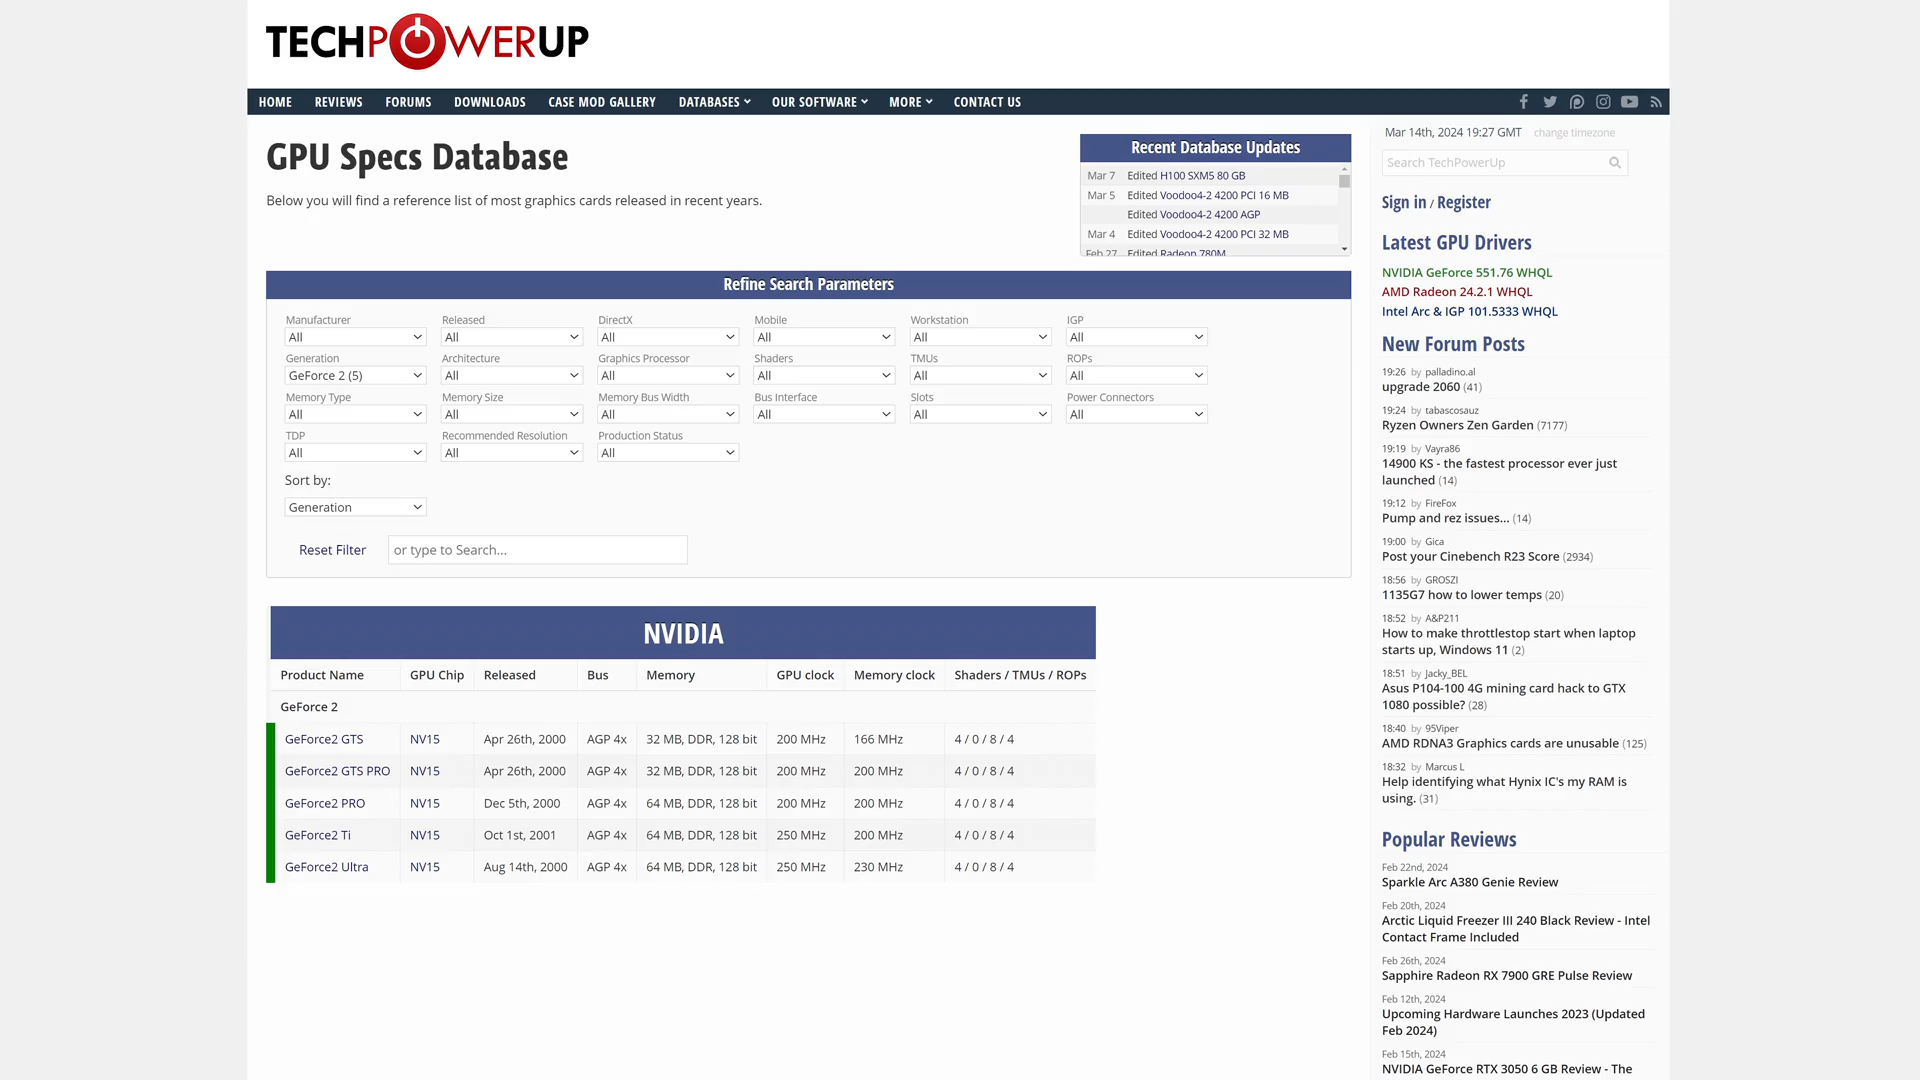 TECHPOWERUP
HOME REVIEWS FORUMS DOWNLOADS CASE MOD GALLERY DATABASES OUR SOFTWARE MORE CONTACT US
GPU Specs Database
Below you will find a reference list of most graphics cards released in recent years.
Recent Database Updates
Mar 7 Edited H100 SXM5 80 GB
Mar 5 Edited Voodoo4-2 4200 PCI 16 MB
Edited Voodoo4-2 4200 AGP
Mar 4 Edited Voodoo4-2 4200 PCI 32 MB
Feb 27 Edited Radeon 780M
Refine Search Parameters
Manufacturer Released DirectX Mobile Workstation IGP
All All All All All All
Generation Architecture Graphics Processor Shaders TMUs ROPs
GeForce 2 (5) All All All All All
Memory Type Memory Size Memory Bus Width Bus Interface Slots Power Connectors
All All All All All All
TDP Recommended Resolution Production Status
All All All
Sort by:
Generation
Reset Filter or type to Search...
NVIDIA
Product Name GPU Chip Released Bus Memory GPU clock Memory clock Shaders / TMUs / ROPs
GeForce 2
GeForce2 GTS NV15 Apr 26th, 2000 AGP 4x 32 MB, DDR, 128 bit 200 MHz 166 MHz 4 / 0 / 8 / 4
GeForce2 GTS PRO NV15 Apr 26th, 2000 AGP 4x 32 MB, DDR, 128 bit 200 MHz 200 MHz 4 / 0 / 8 / 4
GeForce2 PRO NV15 Dec 5th, 2000 AGP 4x 64 MB, DDR, 128 bit 200 MHz 200 MHz 4 / 0 / 8 / 4
GeForce2 Ti NV15 Oct 1st, 2001 AGP 4x 64 MB, DDR, 128 bit 250 MHz 200 MHz 4 / 0 / 8 / 4
GeForce2 Ultra NV15 Aug 14th, 2000 AGP 4x 64 MB, DDR, 128 bit 250 MHz 230 MHz 4 / 0 / 8 / 4
Mar 14th, 2024 19:27 GMT change timezone
Search TechPowerUp
Sign in / Register
Latest GPU Drivers
NVIDIA GeForce 551.76 WHQL
AMD Radeon 24.2.1 WHQL
Intel Arc & IGP 101.5333 WHQL
New Forum Posts
19:26 by palladino.al
upgrade 2060 (41)
19:24 by tabascosauz
Ryzen Owners Zen Garden (7177)
19:19 by Vayra86
14900 KS - the fastest processor ever just
launched (14)
19:12 by FireFox
Pump and rez issues... (14)
19:00 by Gica
Post your Cinebench R23 Score (2934)
18:56 by GROSZI
1135G7 how to lower temps (20)
18:52 by A&P211
How to make throttlestop start when laptop
starts up, Windows 11 (2)
18:51 by Jacky_BEL
Asus P104-100 4G mining card hack to GTX
1080 possible? (28)
18:40 by 95Viper
AMD RDNA3 Graphics cards are unusable (125)
18:32 by Marcus L
Help identifying what Hynix IC's my RAM is
using. (31)
Popular Reviews
Feb 22nd, 2024
Sparkle Arc A380 Genie Review
Feb 20th, 2024
Arctic Liquid Freezer III 240 Black Review - Intel
Contact Frame Included
Feb 26th, 2024
Sapphire Radeon RX 7900 GRE Pulse Review
Feb 12th, 2024
Upcoming Hardware Launches 2023 (Updated
Feb 2024)
Feb 15th, 2024
NVIDIA GeForce RTX 3050 6 GB Review - The